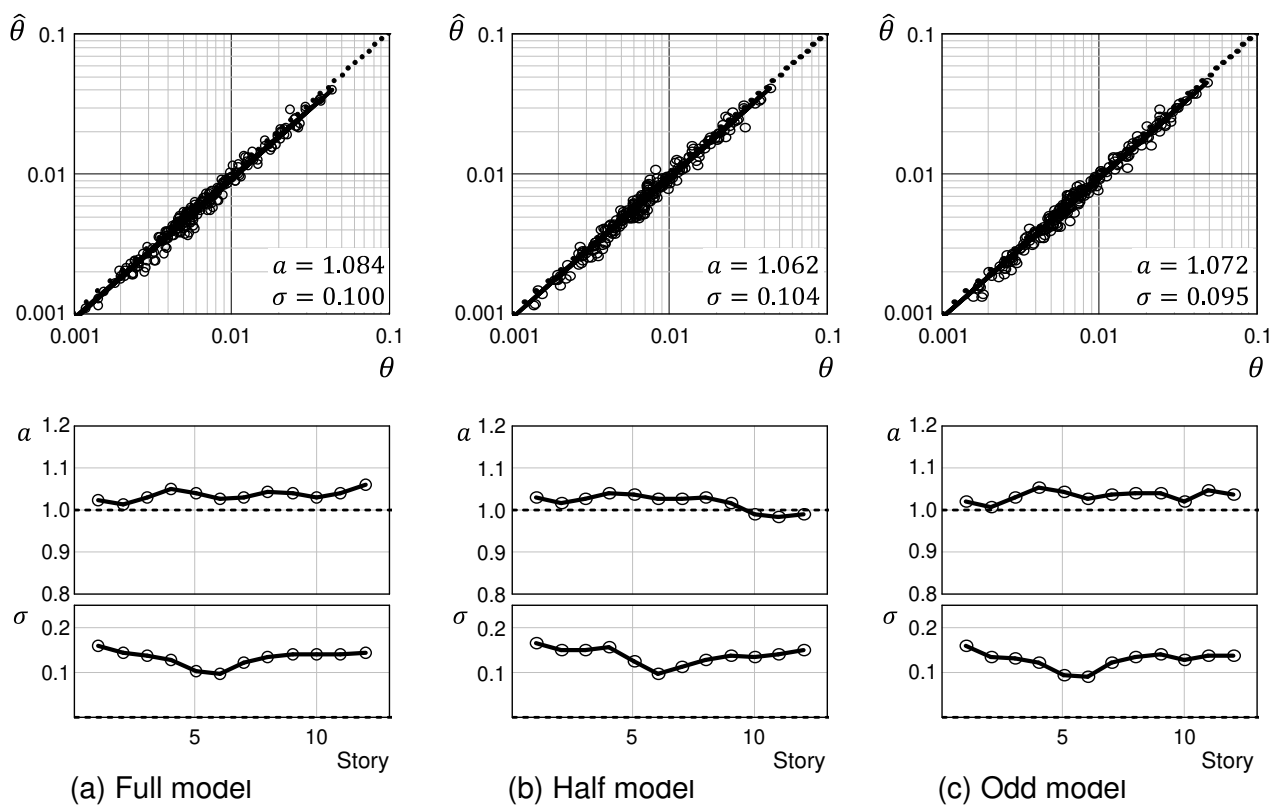 θ̂ 0.1
0.01
a = 1.084
σ = 0.100
0.001
0.001 0.01 0.1
θ
θ̂ 0.1
0.01
a = 1.062
σ = 0.104
0.001
0.001 0.01 0.1
θ
θ̂ 0.1
0.01
a = 1.072
σ = 0.095
0.001
0.001 0.01 0.1
θ
a 1.2
1.1
1.0
0.9
0.8
σ 0.2
0.1
5 10
Story
(a) Full model
a 1.2
1.1
1.0
0.9
0.8
σ 0.2
0.1
5 10
Story
(b) Half model
a 1.2
1.1
1.0
0.9
0.8
σ 0.2
0.1
5 10
Story
(c) Odd model